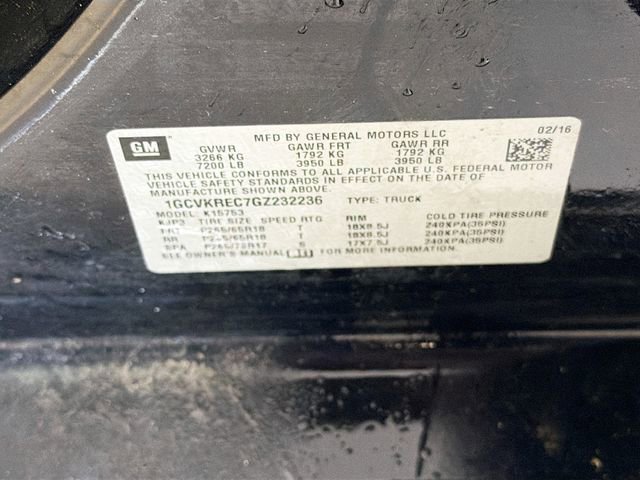 GM
MFD BY GENERAL MOTORS LLC
02/16
GVWR GAWR FRT GAWR RR
3266 KG 1792 KG 1792 KG
7200 LB 3950 LB 3950 LB
THIS VEHICLE CONFORMS TO ALL APPLICABLE U.S. FEDERAL MOTOR
VEHICLE SAFETY STANDARDS IN EFFECT ON THE DATE OF
MANUFACTURE SHOWN ABOVE.
1GCVKREC7GZ232236 TYPE: TRUCK
MODEL: K15753
TIRE SIZE SPEED RTG RIM COLD TIRE PRESSURE
FRT P265/65R18 T 18X8.5J 240KPA(35PSI)
RR P265/65R18 T 18X8.5J 240KPA(35PSI)
SPA P265/70R17 S 17X7.5J 240KPA(35PSI)
SEE OWNER'S MANUAL FOR MORE INFORMATION.